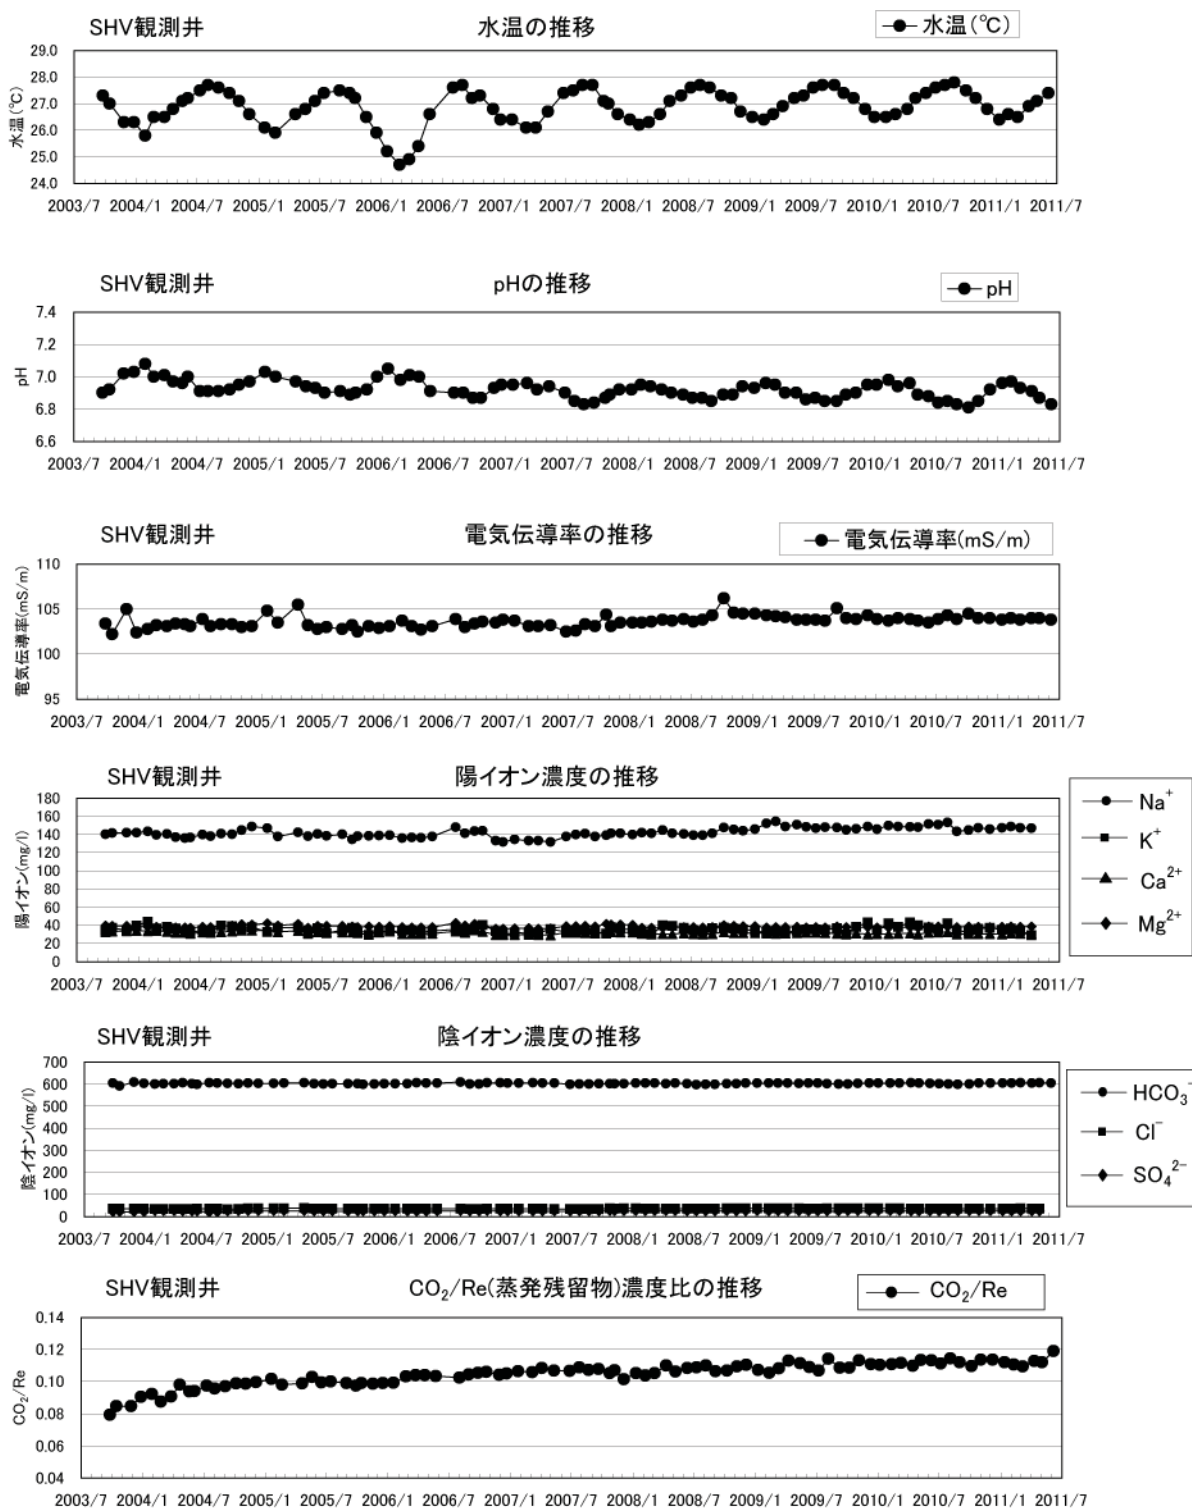 SHV観測井 水温の推移 水温(℃)
29.0
28.0
27.0
26.0
25.0
24.0
水温(℃)
2003/7 2004/1 2004/7 2005/1 2005/7 2006/1 2006/7 2007/1 2007/7 2008/1 2008/7 2009/1 2009/7 2010/1 2010/7 2011/1 2011/7
SHV観測井 pHの推移 pH
7.4
7.2
7.0
6.8
6.6
pH
2003/7 2004/1 2004/7 2005/1 2005/7 2006/1 2006/7 2007/1 2007/7 2008/1 2008/7 2009/1 2009/7 2010/1 2010/7 2011/1 2011/7
SHV観測井 電気伝導率の推移 電気伝導率(mS/m)
110
105
100
95
電気伝導率(mS/m)
2003/7 2004/1 2004/7 2005/1 2005/7 2006/1 2006/7 2007/1 2007/7 2008/1 2008/7 2009/1 2009/7 2010/1 2010/7 2011/1 2011/7
SHV観測井 陽イオン濃度の推移
180
160
140
120
100
80
60
40
20
0
陽イオン(mg/l)
Na⁺
K⁺
Ca²⁺
Mg²⁺
2003/7 2004/1 2004/7 2005/1 2005/7 2006/1 2006/7 2007/1 2007/7 2008/1 2008/7 2009/1 2009/7 2010/1 2010/7 2011/1 2011/7
SHV観測井 陰イオン濃度の推移
700
600
500
400
300
200
100
0
陰イオン(mg/l)
HCO₃⁻
Cl⁻
SO₄²⁻
2003/7 2004/1 2004/7 2005/1 2005/7 2006/1 2006/7 2007/1 2007/7 2008/1 2008/7 2009/1 2009/7 2010/1 2010/7 2011/1 2011/7
SHV観測井 CO₂/Re(蒸発残留物)濃度比の推移 CO₂/Re
0.14
0.12
0.10
0.08
0.06
0.04
CO₂/Re
2003/7 2004/1 2004/7 2005/1 2005/7 2006/1 2006/7 2007/1 2007/7 2008/1 2008/7 2009/1 2009/7 2010/1 2010/7 2011/1 2011/7